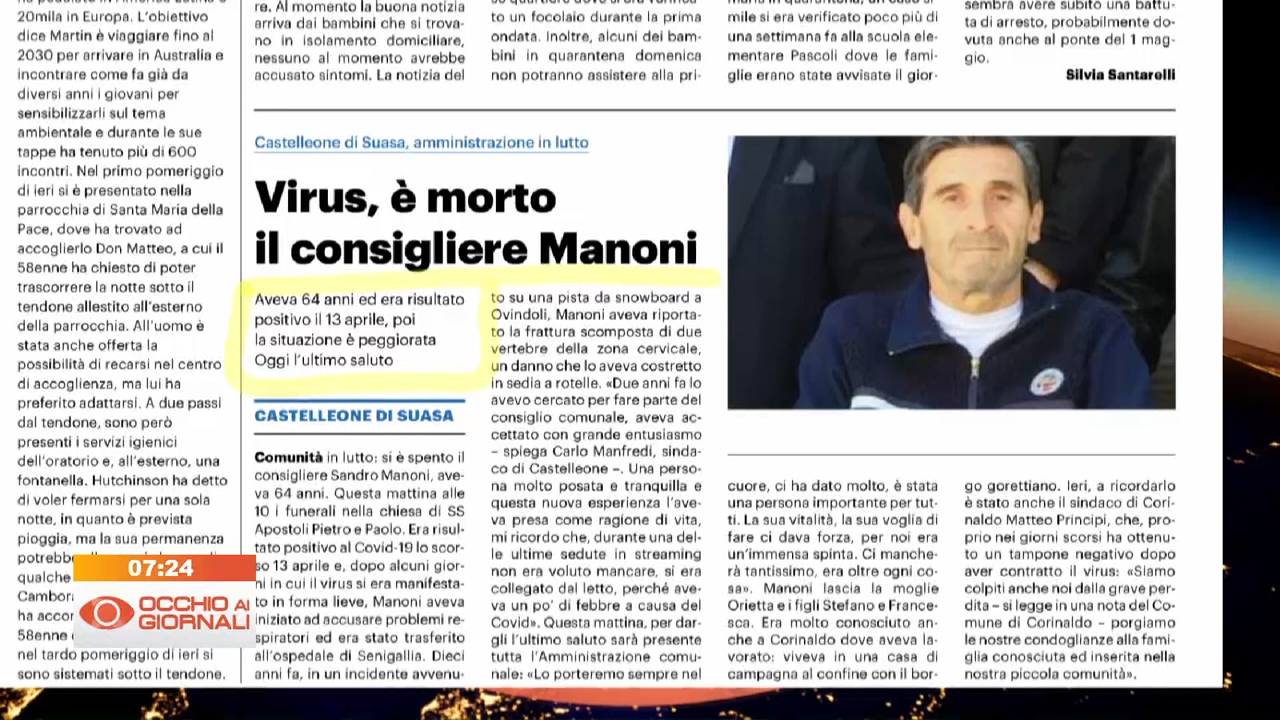 20mila in Europa. L'obiettivo
dice Martin è viaggiare fino al
2030 per arrivare in Australia e
incontrare come fa già da
diversi anni i giovani per
sensibilizzarli sul tema
ambientale e durante le sue
tappe ha tenuto più di 600
incontri. Nel primo pomeriggio
di ieri si è presentato nella
parrocchia di Santa Maria della
Pace, dove ha trovato ad
accoglierlo Don Matteo, a cui il
58enne ha chiesto di poter
trascorrere la notte sotto il
tendone allestito all'esterno
della parrocchia. All'uomo è
stata anche offerta la
possibilità di recarsi nel centro
di accoglienza, ma lui ha
preferito adattarsi. A due passi
dal tendone, sono però
presenti i servizi igienici
dell'oratorio e, all'esterno, una
fontanella. Hutchinson ha detto
di voler fermarsi per una sola
notte, in quanto è prevista
pioggia, ma la sua permanenza
potrebbe
qualche
Cambor
ha accor
58enne
nel tardo pomeriggio di ieri si
sono sistemati sotto il tendone.
re. Al momento la buona notizia
arriva dai bambini che si trova-
no in isolamento domiciliare,
nessuno al momento avrebbe
accusato sintomi. La notizia del
to un focolaio durante la prima
ondata. Inoltre, alcuni dei bam-
bini in quarantena domenica
non potranno assistere alla pri-
mile si era verificato poco più di
una settimana fa alla scuola ele-
mentare Pascoli dove le fami-
glie erano state avvisate il gior-
sembra avere subito una battu-
ta di arresto, probabilmente do-
vuta anche al ponte del 1 mag-
gio.
Silvia Santarelli
Castelleone di Suasa, amministrazione in lutto
Virus, è morto
il consigliere Manoni
Aveva 64 anni ed era risultato
positivo il 13 aprile, poi
la situazione è peggiorata
Oggi l'ultimo saluto
CASTELLEONE DI SUASA
Comunità in lutto: si è spento il
consigliere Sandro Manoni, ave-
va 64 anni. Questa mattina alle
10 i funerali nella chiesa di SS
Apostoli Pietro e Paolo. Era risul-
tato positivo al Covid-19 lo scor-
so 13 aprile e, dopo alcuni gior-
ni in cui il virus si era manifesta-
to in forma lieve, Manoni aveva
iniziato ad accusare problemi re-
spiratori ed era stato trasferito
all'ospedale di Senigallia. Dieci
anni fa, in un incidente avvenu-
to su una pista da snowboard a
Ovindoli, Manoni aveva riporta-
to la frattura scomposta di due
vertebre della zona cervicale,
un danno che lo aveva costretto
in sedia a rotelle. «Due anni fa lo
avevo cercato per fare parte del
consiglio comunale, aveva ac-
cettato con grande entusiasmo
– spiega Carlo Manfredi, sinda-
co di Castelleone –. Una perso-
na molto posata e tranquilla e
questa nuova esperienza l'ave-
va presa come ragione di vita,
mi ricordo che, durante una del-
le ultime sedute in streaming
non era voluto mancare, si era
collegato dal letto, perché ave-
va un po' di febbre a causa del
Covid». Questa mattina, per dar-
gli l'ultimo saluto sarà presente
tutta l'Amministrazione comu-
nale: «Lo porteremo sempre nel
cuore, ci ha dato molto, è stata
una persona importante per tut-
ti. La sua vitalità, la sua voglia di
fare ci dava forza, per noi era
un'immensa spinta. Ci manche-
rà tantissimo, era oltre ogni co-
sa». Manoni lascia la moglie
Orietta e i figli Stefano e France-
sca. Era molto conosciuto an-
che a Corinaldo dove aveva la-
vorato: viveva in una casa di
campagna al confine con il bor-
go gorettiano. Ieri, a ricordarlo
è stato anche il sindaco di Cori-
naldo Matteo Principi, che, pro-
prio nei giorni scorsi ha ottenu-
to un tampone negativo dopo
aver contratto il virus: «Siamo
colpiti anche noi dalla grave per-
dita – si legge in una nota del Co-
mune di Corinaldo – porgiamo
le nostre condoglianze alla fami-
glia conosciuta ed inserita nella
nostra piccola comunità».
07:24
OCCHIO AI
GIORNALI